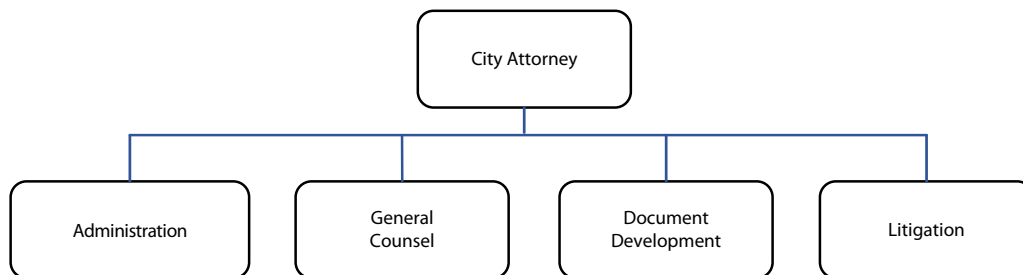 City Attorney
Administration
General
Counsel
Document
Development
Litigation